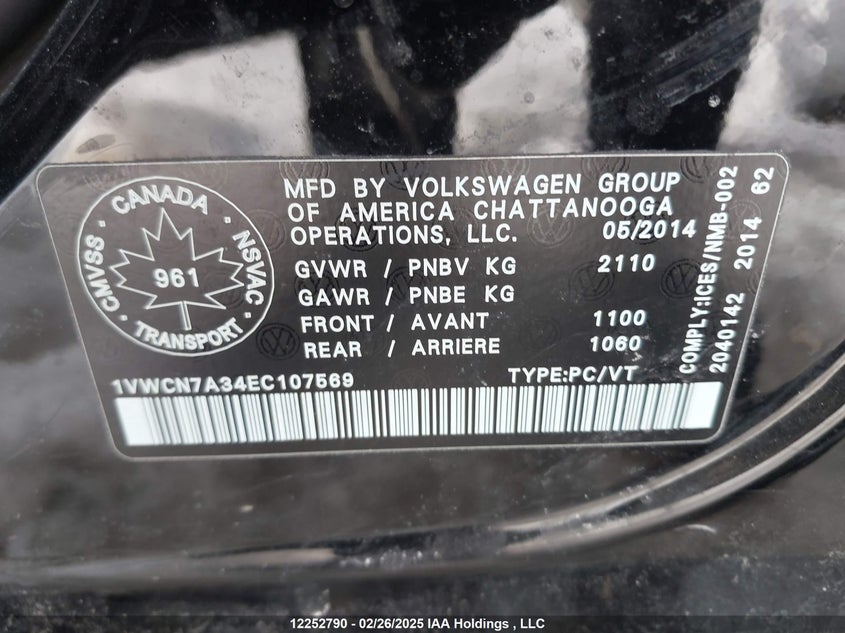 CANADA
CMVSS
NSVAC
961
TRANSPORT
MFD BY VOLKSWAGEN GROUP
OF AMERICA CHATTANOOGA
OPERATIONS, LLC. 05/2014
GVWR / PNBV KG 2110
GAWR / PNBE KG
FRONT / AVANT 1100
REAR / ARRIERE 1060
1VWCN7A34EC107569 TYPE:PC/VT
COMPLY:ICES/NMB-002
2040142 2014 62
12252790 - 02/26/2025 IAA Holdings , LLC